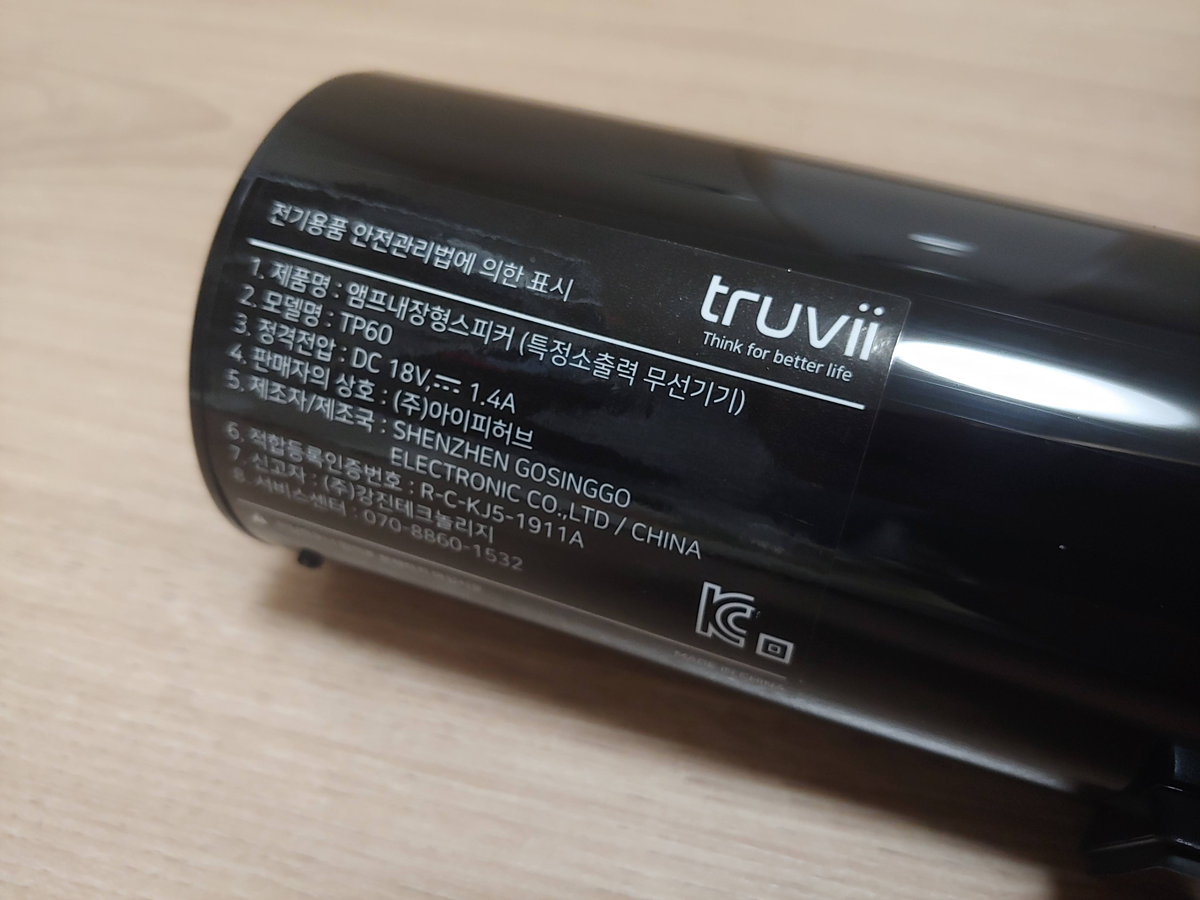 전기용품 안전관리법에 의한 표시
truvii
Think for better life
1. 제품명 : 앰프내장형스피커 (특정소출력 무선기기)
2. 모델명 : TP60
3. 정격전압 : DC 18V⎓ 1.4A
4. 판매자의 상호 : (주)아이피허브
5. 제조자/제조국 : SHENZHEN GOSINGGO
ELECTRONIC CO.,LTD / CHINA
6. 적합등록인증번호 : R-C-KJ5-1911A
7. 신고자 : (주)강진테크놀리지
8. 서비스센터 : 070-8860-1532
MADE IN CHINA